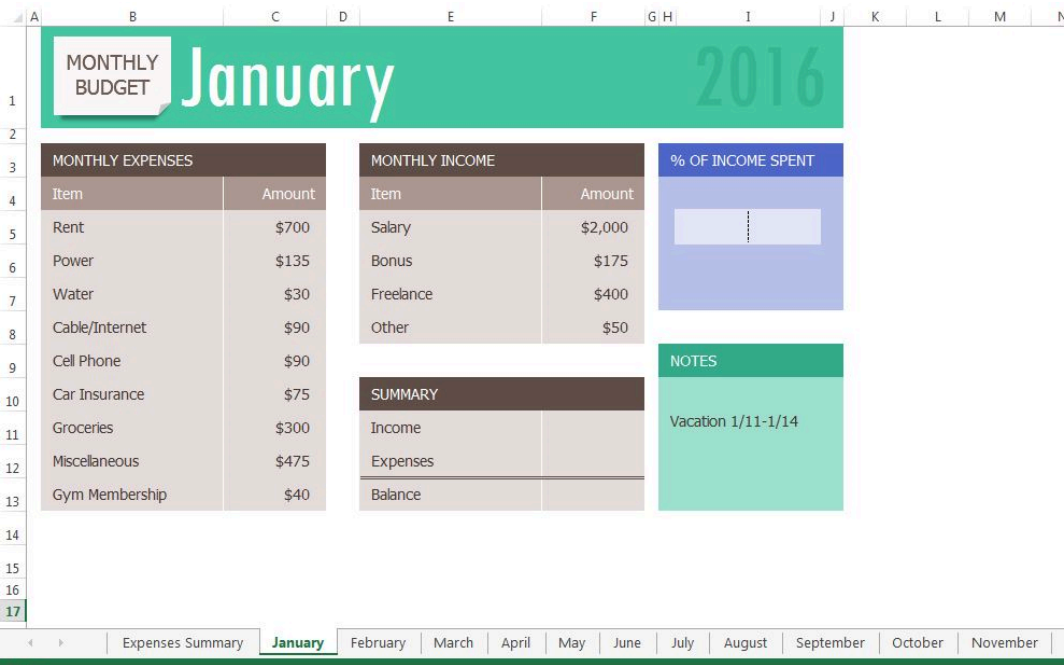 A B C D E F G H I J K L M N
1 MONTHLY BUDGET January 2016
2
3 MONTHLY EXPENSES MONTHLY INCOME % OF INCOME SPENT
4 Item Amount Item Amount
5 Rent $700 Salary $2,000
6 Power $135 Bonus $175
7 Water $30 Freelance $400
8 Cable/Internet $90 Other $50
9 Cell Phone $90 NOTES
10 Car Insurance $75 SUMMARY
11 Groceries $300 Income Vacation 1/11-1/14
12 Miscellaneous $475 Expenses
13 Gym Membership $40 Balance
14
15
16
17
Expenses Summary January February March April May June July August September October November